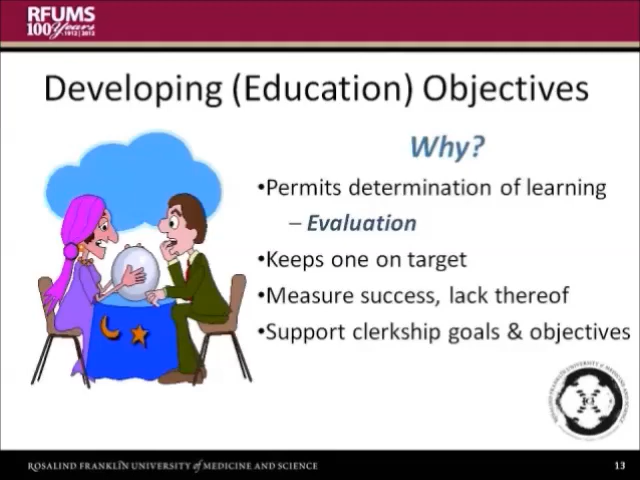 RFUMS
100 Years
1912|2012
Developing (Education) Objectives
Why?
•Permits determination of learning
– Evaluation
•Keeps one on target
•Measure success, lack thereof
•Support clerkship goals & objectives
ROSALIND FRANKLIN UNIVERSITY of MEDICINE AND SCIENCE
13